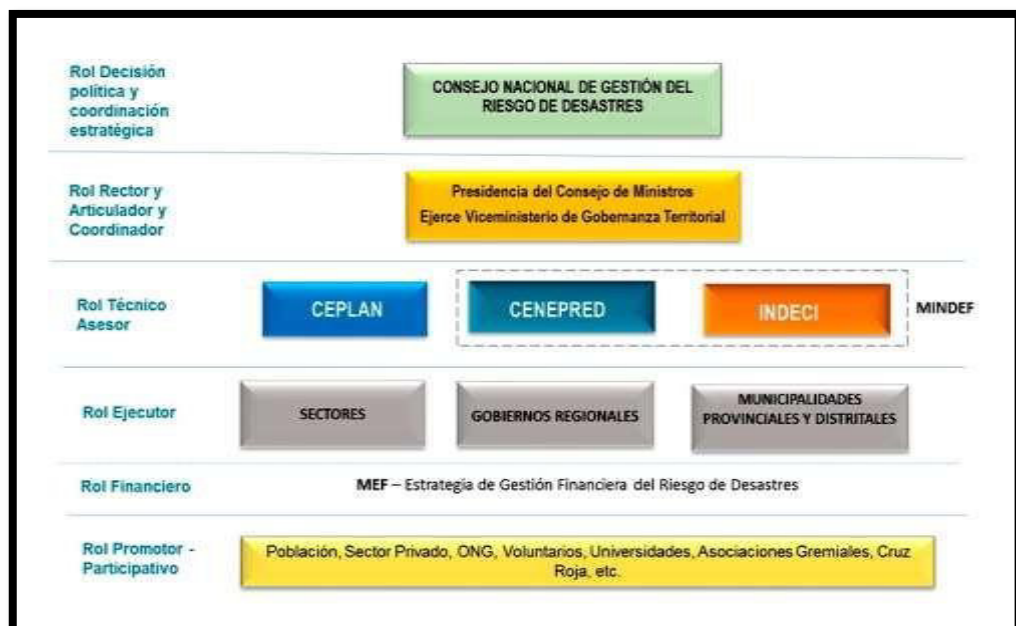 Rol Decisión
política y
coordinación
estratégica
CONSEJO NACIONAL DE GESTIÓN DEL
RIESGO DE DESASTRES
Rol Rector y
Articulador y
Coordinador
Presidencia del Consejo de Ministros
Ejerce Viceministerio de Gobernanza Territorial
Rol Técnico
Asesor
CEPLAN
CENEPRED
INDECI
MINDEF
Rol Ejecutor
SECTORES
GOBIERNOS REGIONALES
MUNICIPALIDADES
PROVINCIALES Y DISTRITALES
Rol Financiero
MEF – Estrategia de Gestión Financiera del Riesgo de Desastres
Rol Promotor -
Participativo
Población, Sector Privado, ONG, Voluntarios, Universidades, Asociaciones Gremiales, Cruz
Roja, etc.